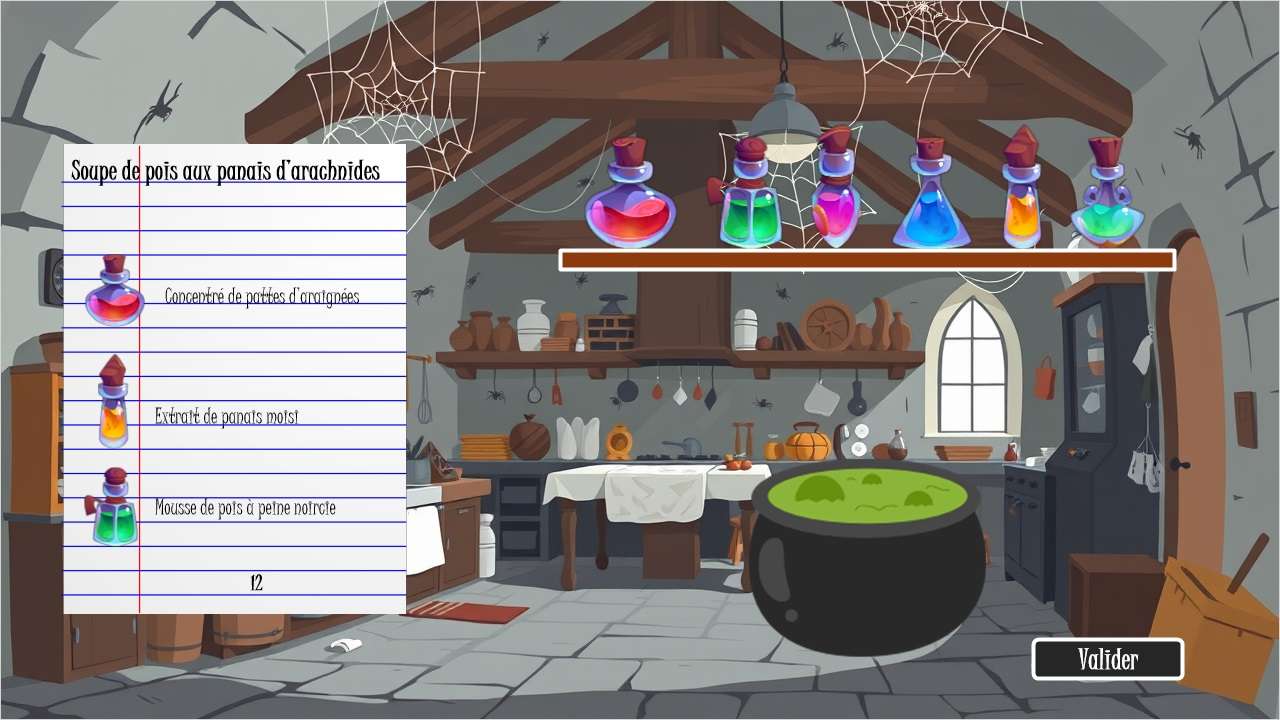 Soupe de pois aux panais d'arachnides
Concentré de pattes d'araignées
Extrait de panais moisi
Mousse de pois à peine noircie
12
Valider